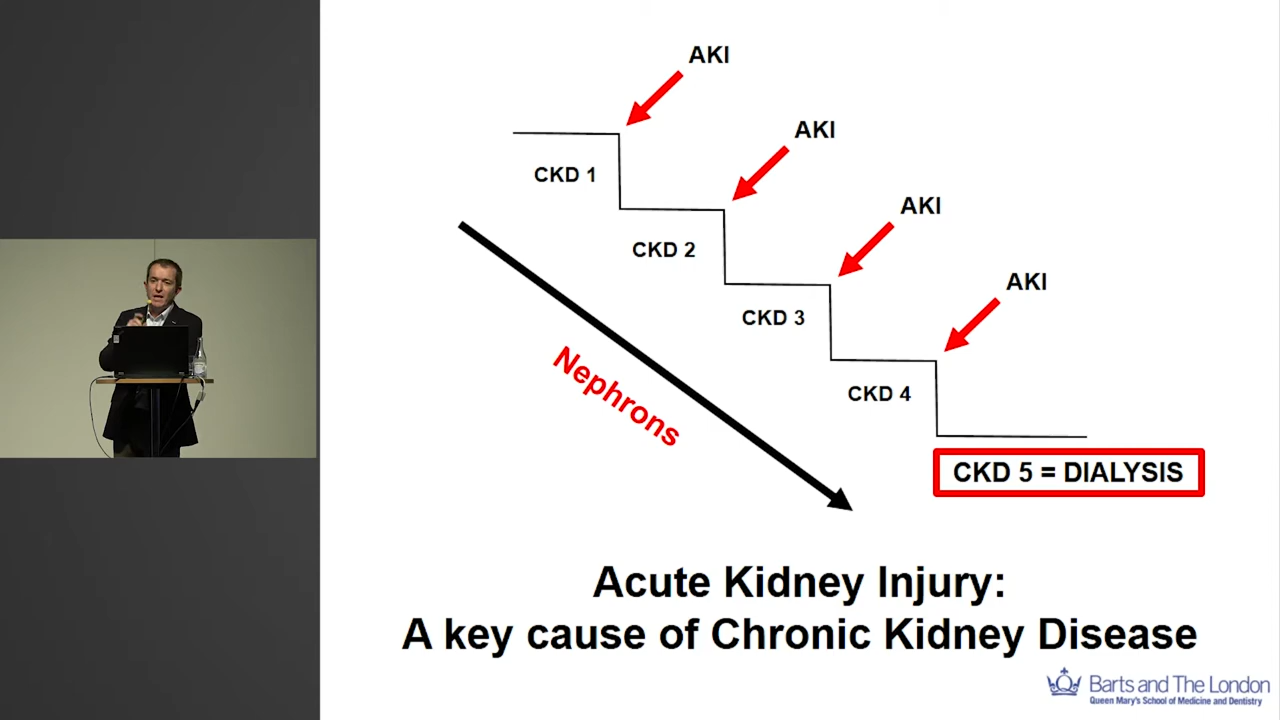 AKI
AKI
CKD 1
AKI
CKD 2
AKI
CKD 3
CKD 4
Nephrons
CKD 5 = DIALYSIS
Acute Kidney Injury:
A key cause of Chronic Kidney Disease
Barts and The London
Queen Mary's School of Medicine and Dentistry